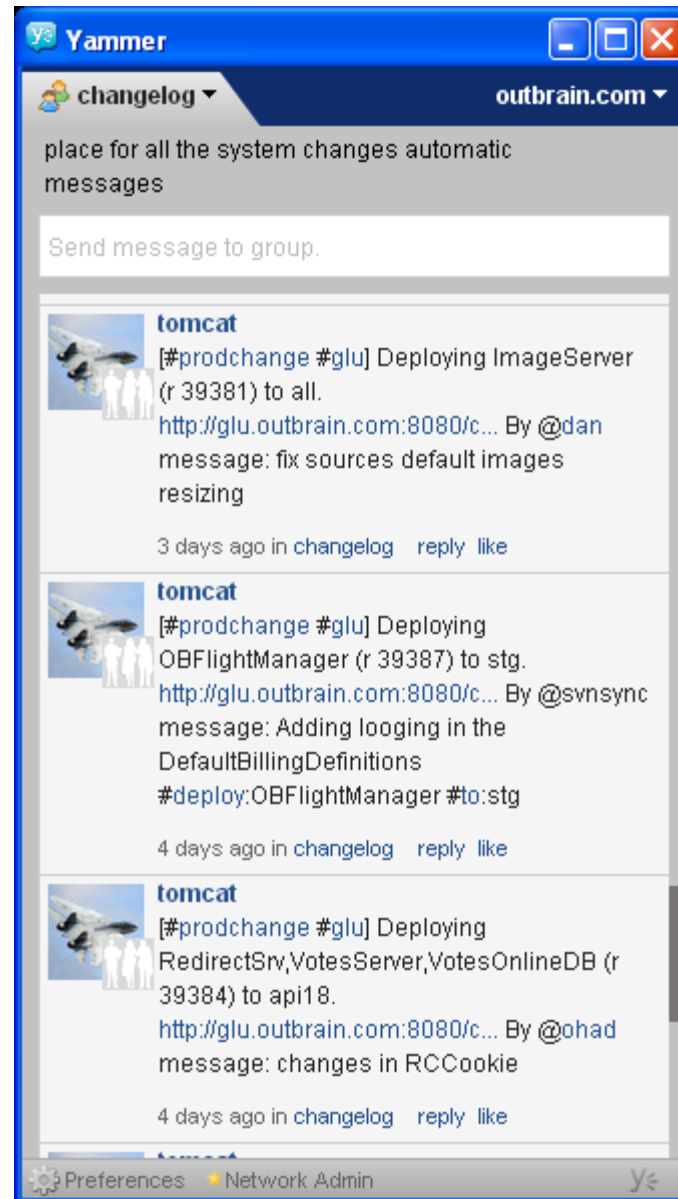 Yammer
changelog
outbrain.com
place for all the system changes automatic
messages
Send message to group.
tomcat
[#prodchange #glu] Deploying ImageServer
(r 39381) to all.
http://glu.outbrain.com:8080/c... By @dan
message: fix sources default images
resizing
3 days ago in changelog reply like
tomcat
[#prodchange #glu] Deploying
OBFlightManager (r 39387) to stg.
http://glu.outbrain.com:8080/c... By @svnsync
message: Adding looging in the
DefaultBillingDefinitions
#deploy:OBFlightManager #to:stg
4 days ago in changelog reply like
tomcat
[#prodchange #glu] Deploying
RedirectSrv,VotesServer,VotesOnlineDB (r
39384) to api18.
http://glu.outbrain.com:8080/c... By @ohad
message: changes in RCCookie
4 days ago in changelog reply like
tomcat
Preferences Network Admin